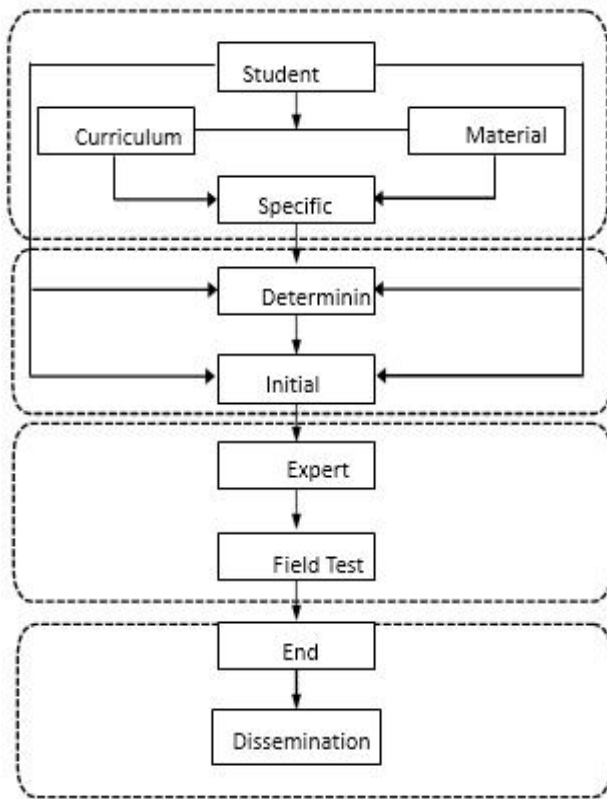 Student
Curriculum
Material
Specific
Determinin
Initial
Expert
Field Test
End
Dissemination